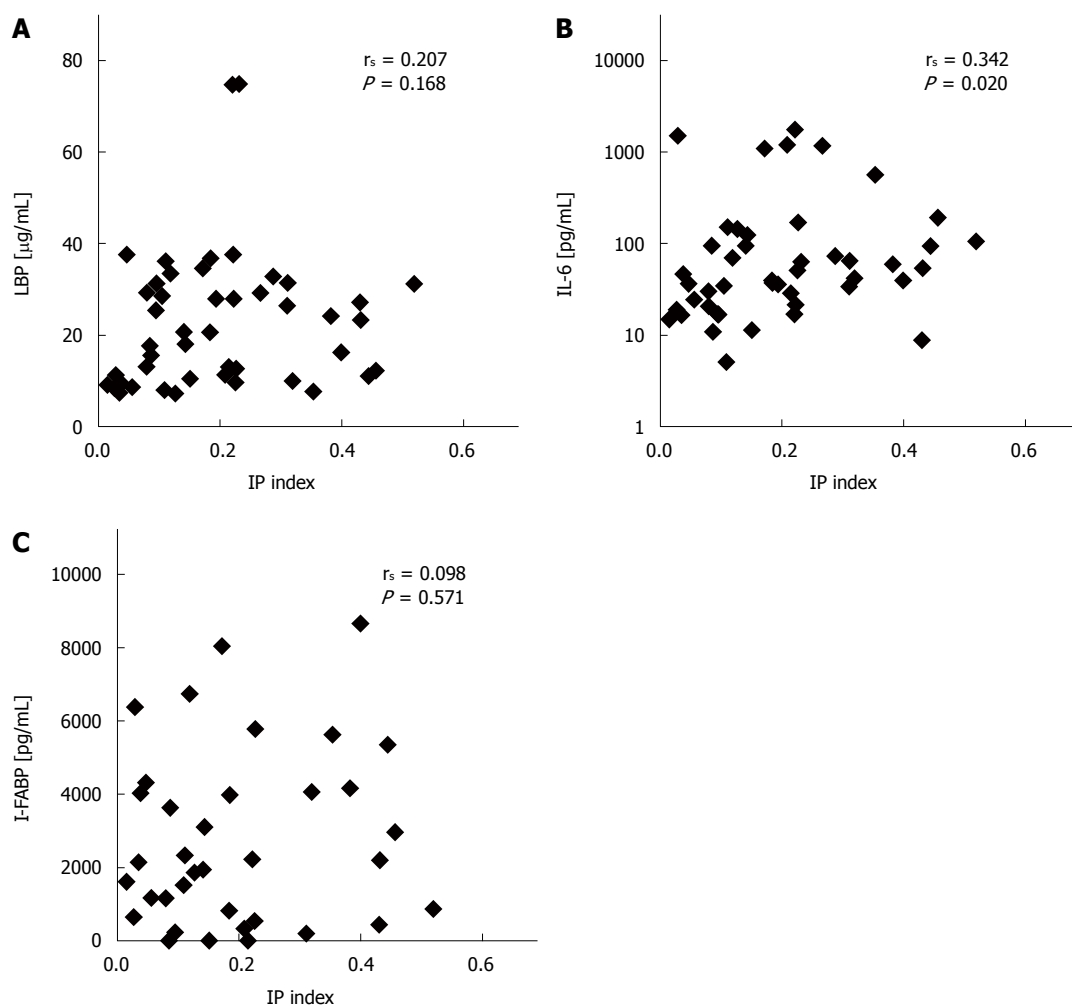 A
rs = 0.207
P = 0.168
80
60
40
20
0
LBP [μg/mL]
0.0 0.2 0.4 0.6
IP index
B
rs = 0.342
P = 0.020
10000
1000
100
10
1
IL-6 [pg/mL]
0.0 0.2 0.4 0.6
IP index
C
rs = 0.098
P = 0.571
10000
8000
6000
4000
2000
0
I-FABP [pg/mL]
0.0 0.2 0.4 0.6
IP index